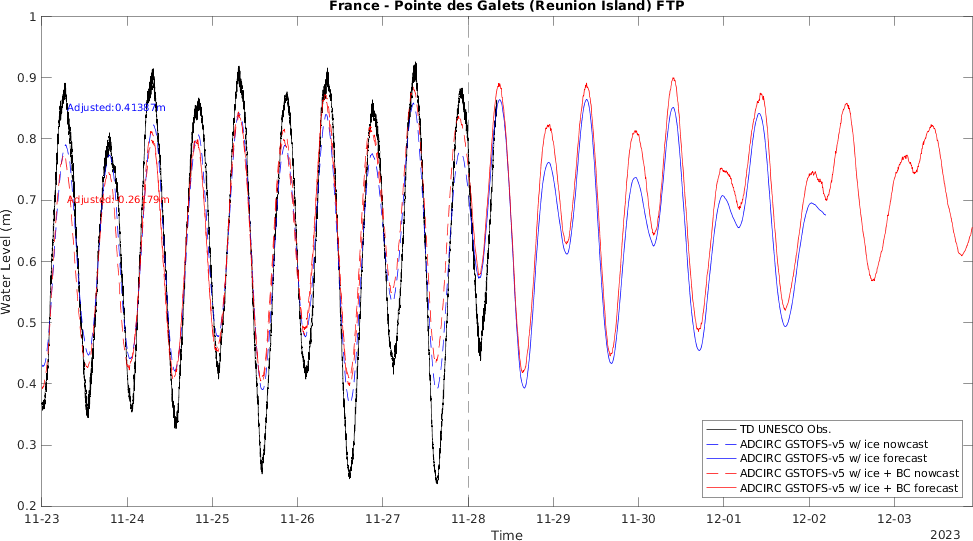 France - Pointe des Galets (Reunion Island) FTP
1
0.9
0.8
0.7
0.6
0.5
0.4
0.3
0.2
Water Level (m)
Adjusted:0.41387m
Adjusted:-0.26179m
TD UNESCO Obs.
ADCIRC GSTOFS-v5 w/ ice nowcast
ADCIRC GSTOFS-v5 w/ ice forecast
ADCIRC GSTOFS-v5 w/ ice + BC nowcast
ADCIRC GSTOFS-v5 w/ ice + BC forecast
11-23 11-24 11-25 11-26 11-27 11-28 11-29 11-30 12-01 12-02 12-03
Time
2023